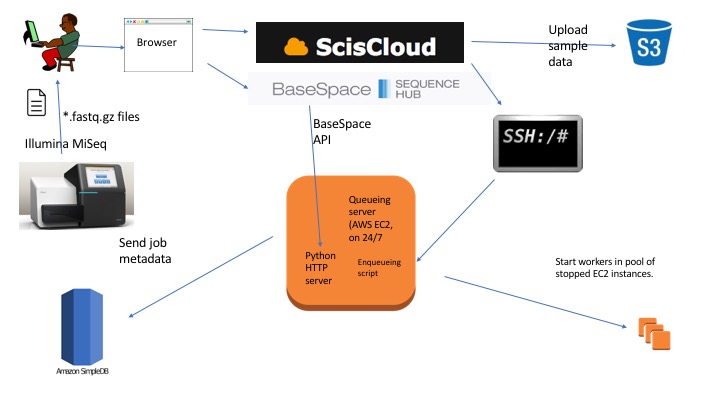 Browser
ScisCloud
Upload
sample
data
S3
BaseSpace
SEQUENCE
HUB
*.fastq.gz files
BaseSpace
API
SSH:/#
Illumina MiSeq
Queueing
server
(AWS EC2,
on 24/7
Python
HTTP
server
Enqueueing
script
Send job
metadata
Start workers in pool of
stopped EC2 instances.
Amazon SimpleDB